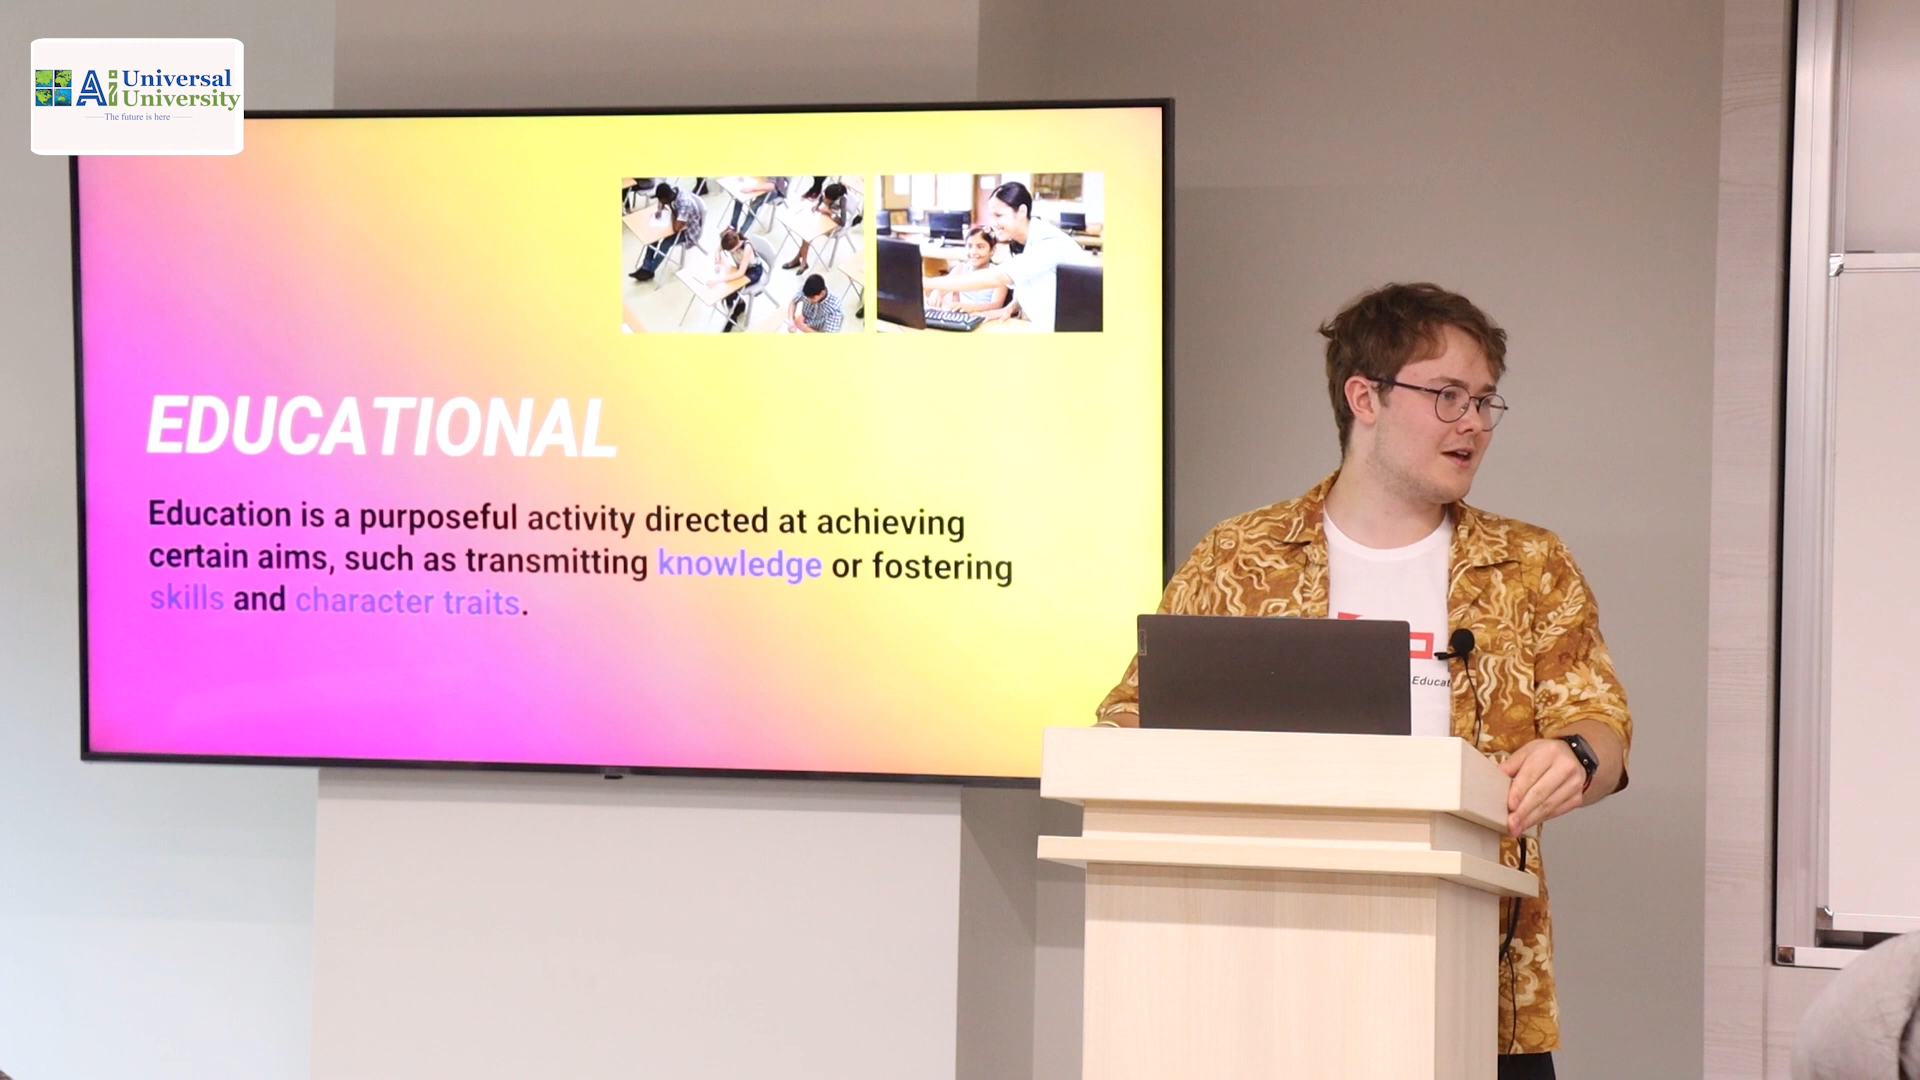 Ai Universal
University
The future is here
EDUCATIONAL
Education is a purposeful activity directed at achieving
certain aims, such as transmitting knowledge or fostering
skills and character traits.